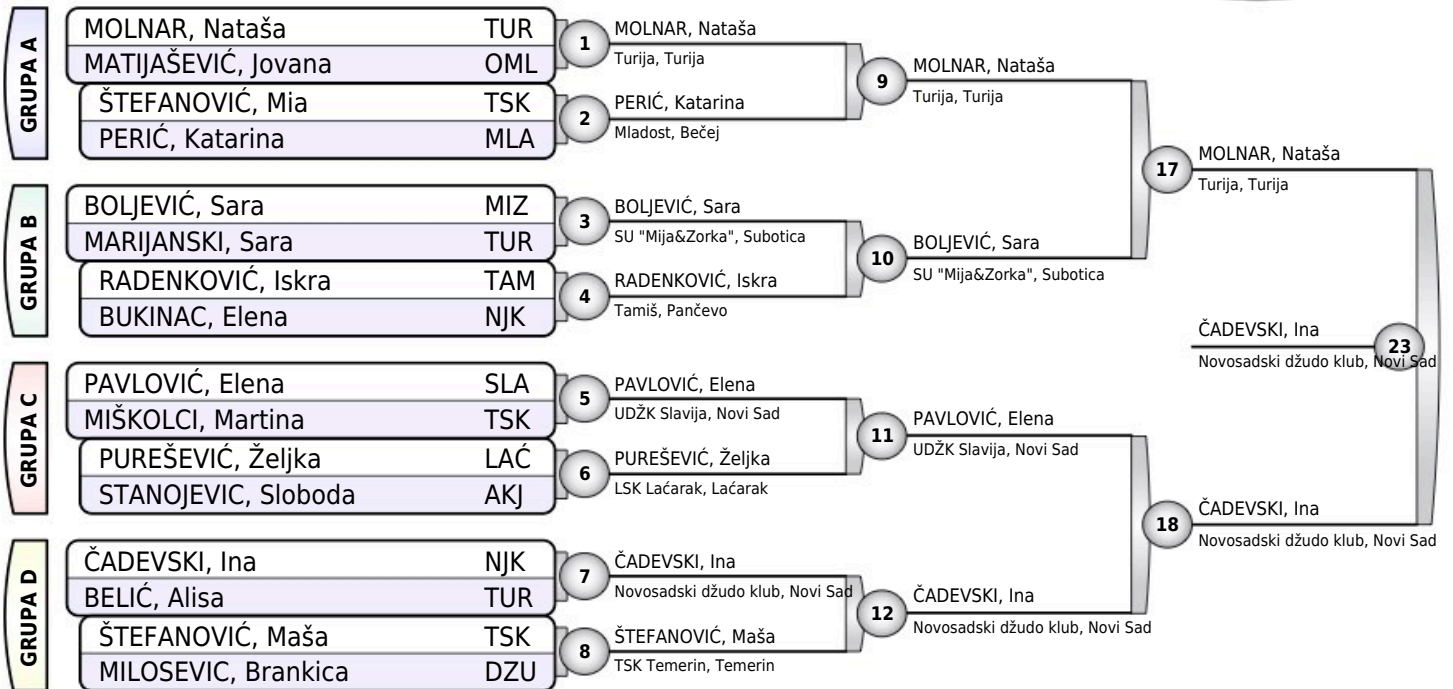 GRUPA A
MOLNAR, Nataša TUR
MATIJAŠEVIĆ, Jovana OML
ŠTEFANOVIĆ, Mia TSK
PERIĆ, Katarina MLA
1
MOLNAR, Nataša
Turija, Turija
2
PERIĆ, Katarina
Mladost, Bečej
9
MOLNAR, Nataša
Turija, Turija
GRUPA B
BOLJEVIĆ, Sara MIZ
MARIJANSKI, Sara TUR
RADENKOVIĆ, Iskra TAM
BUKINAC, Elena NJK
3
BOLJEVIĆ, Sara
SU "Mija&Zorka", Subotica
4
RADENKOVIĆ, Iskra
Tamiš, Pančevo
10
BOLJEVIĆ, Sara
SU "Mija&Zorka", Subotica
17
MOLNAR, Nataša
Turija, Turija
GRUPA C
PAVLOVIĆ, Elena SLA
MIŠKOLCI, Martina TSK
PUREŠEVIĆ, Željka LAĆ
STANOJEVIC, Sloboda AKJ
5
PAVLOVIĆ, Elena
UDŽK Slavija, Novi Sad
6
PUREŠEVIĆ, Željka
LSK Laćarak, Laćarak
11
PAVLOVIĆ, Elena
UDŽK Slavija, Novi Sad
GRUPA D
ČADEVSKI, Ina NJK
BELIĆ, Alisa TUR
ŠTEFANOVIĆ, Maša TSK
MILOSEVIC, Brankica DZU
7
ČADEVSKI, Ina
Novosadski džudo klub, Novi Sad
8
ŠTEFANOVIĆ, Maša
TSK Temerin, Temerin
12
ČADEVSKI, Ina
Novosadski džudo klub, Novi Sad
18
ČADEVSKI, Ina
Novosadski džudo klub, Novi Sad
23
ČADEVSKI, Ina
Novosadski džudo klub, Novi Sad